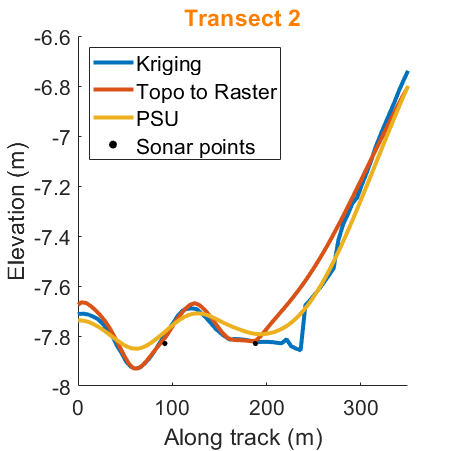 Transect 2
-6.6
-6.8
-7
-7.2
-7.4
-7.6
-7.8
-8
Elevation (m)
Kriging
Topo to Raster
PSU
Sonar points
0 100 200 300
Along track (m)